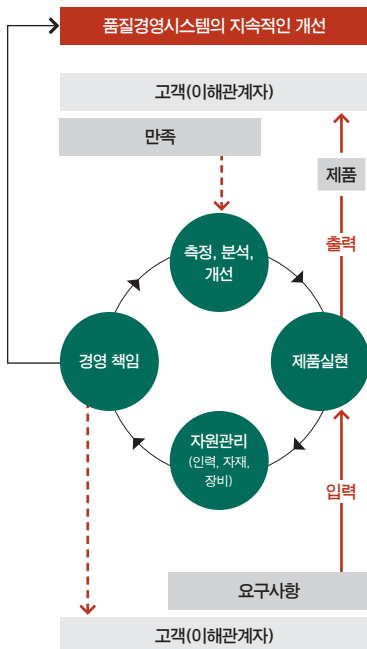 품질경영시스템의 지속적인 개선
고객(이해관계자)
만족
제품
출력
측정, 분석,
개선
경영 책임
제품실현
자원관리
(인력, 자재,
장비)
입력
요구사항
고객(이해관계자)